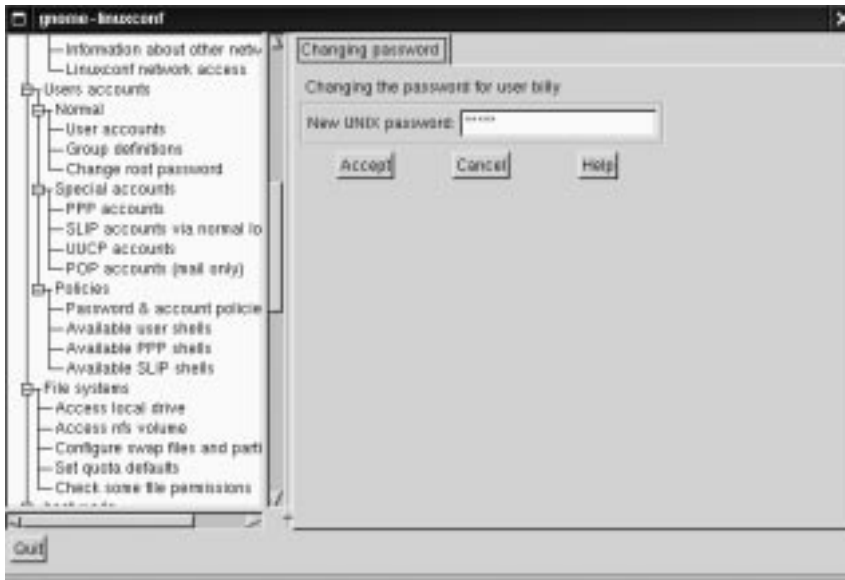 gnome-linuxconf
Information about other netw
Linuxconf network access
Users accounts
Normal
User accounts
Group definitions
Change root password
Special accounts
PPP accounts
SLIP accounts via normal lo
UUCP accounts
POP accounts (mail only)
Policies
Password & account policie
Available user shells
Available PPP shells
Available SLIP shells
File systems
Access local drive
Access nfs volume
Configure swap files and parti
Set quota defaults
Check some file permissions
Quit
Changing password
Changing the password for user billy
New UNIX password: *****
Accept Cancel Help